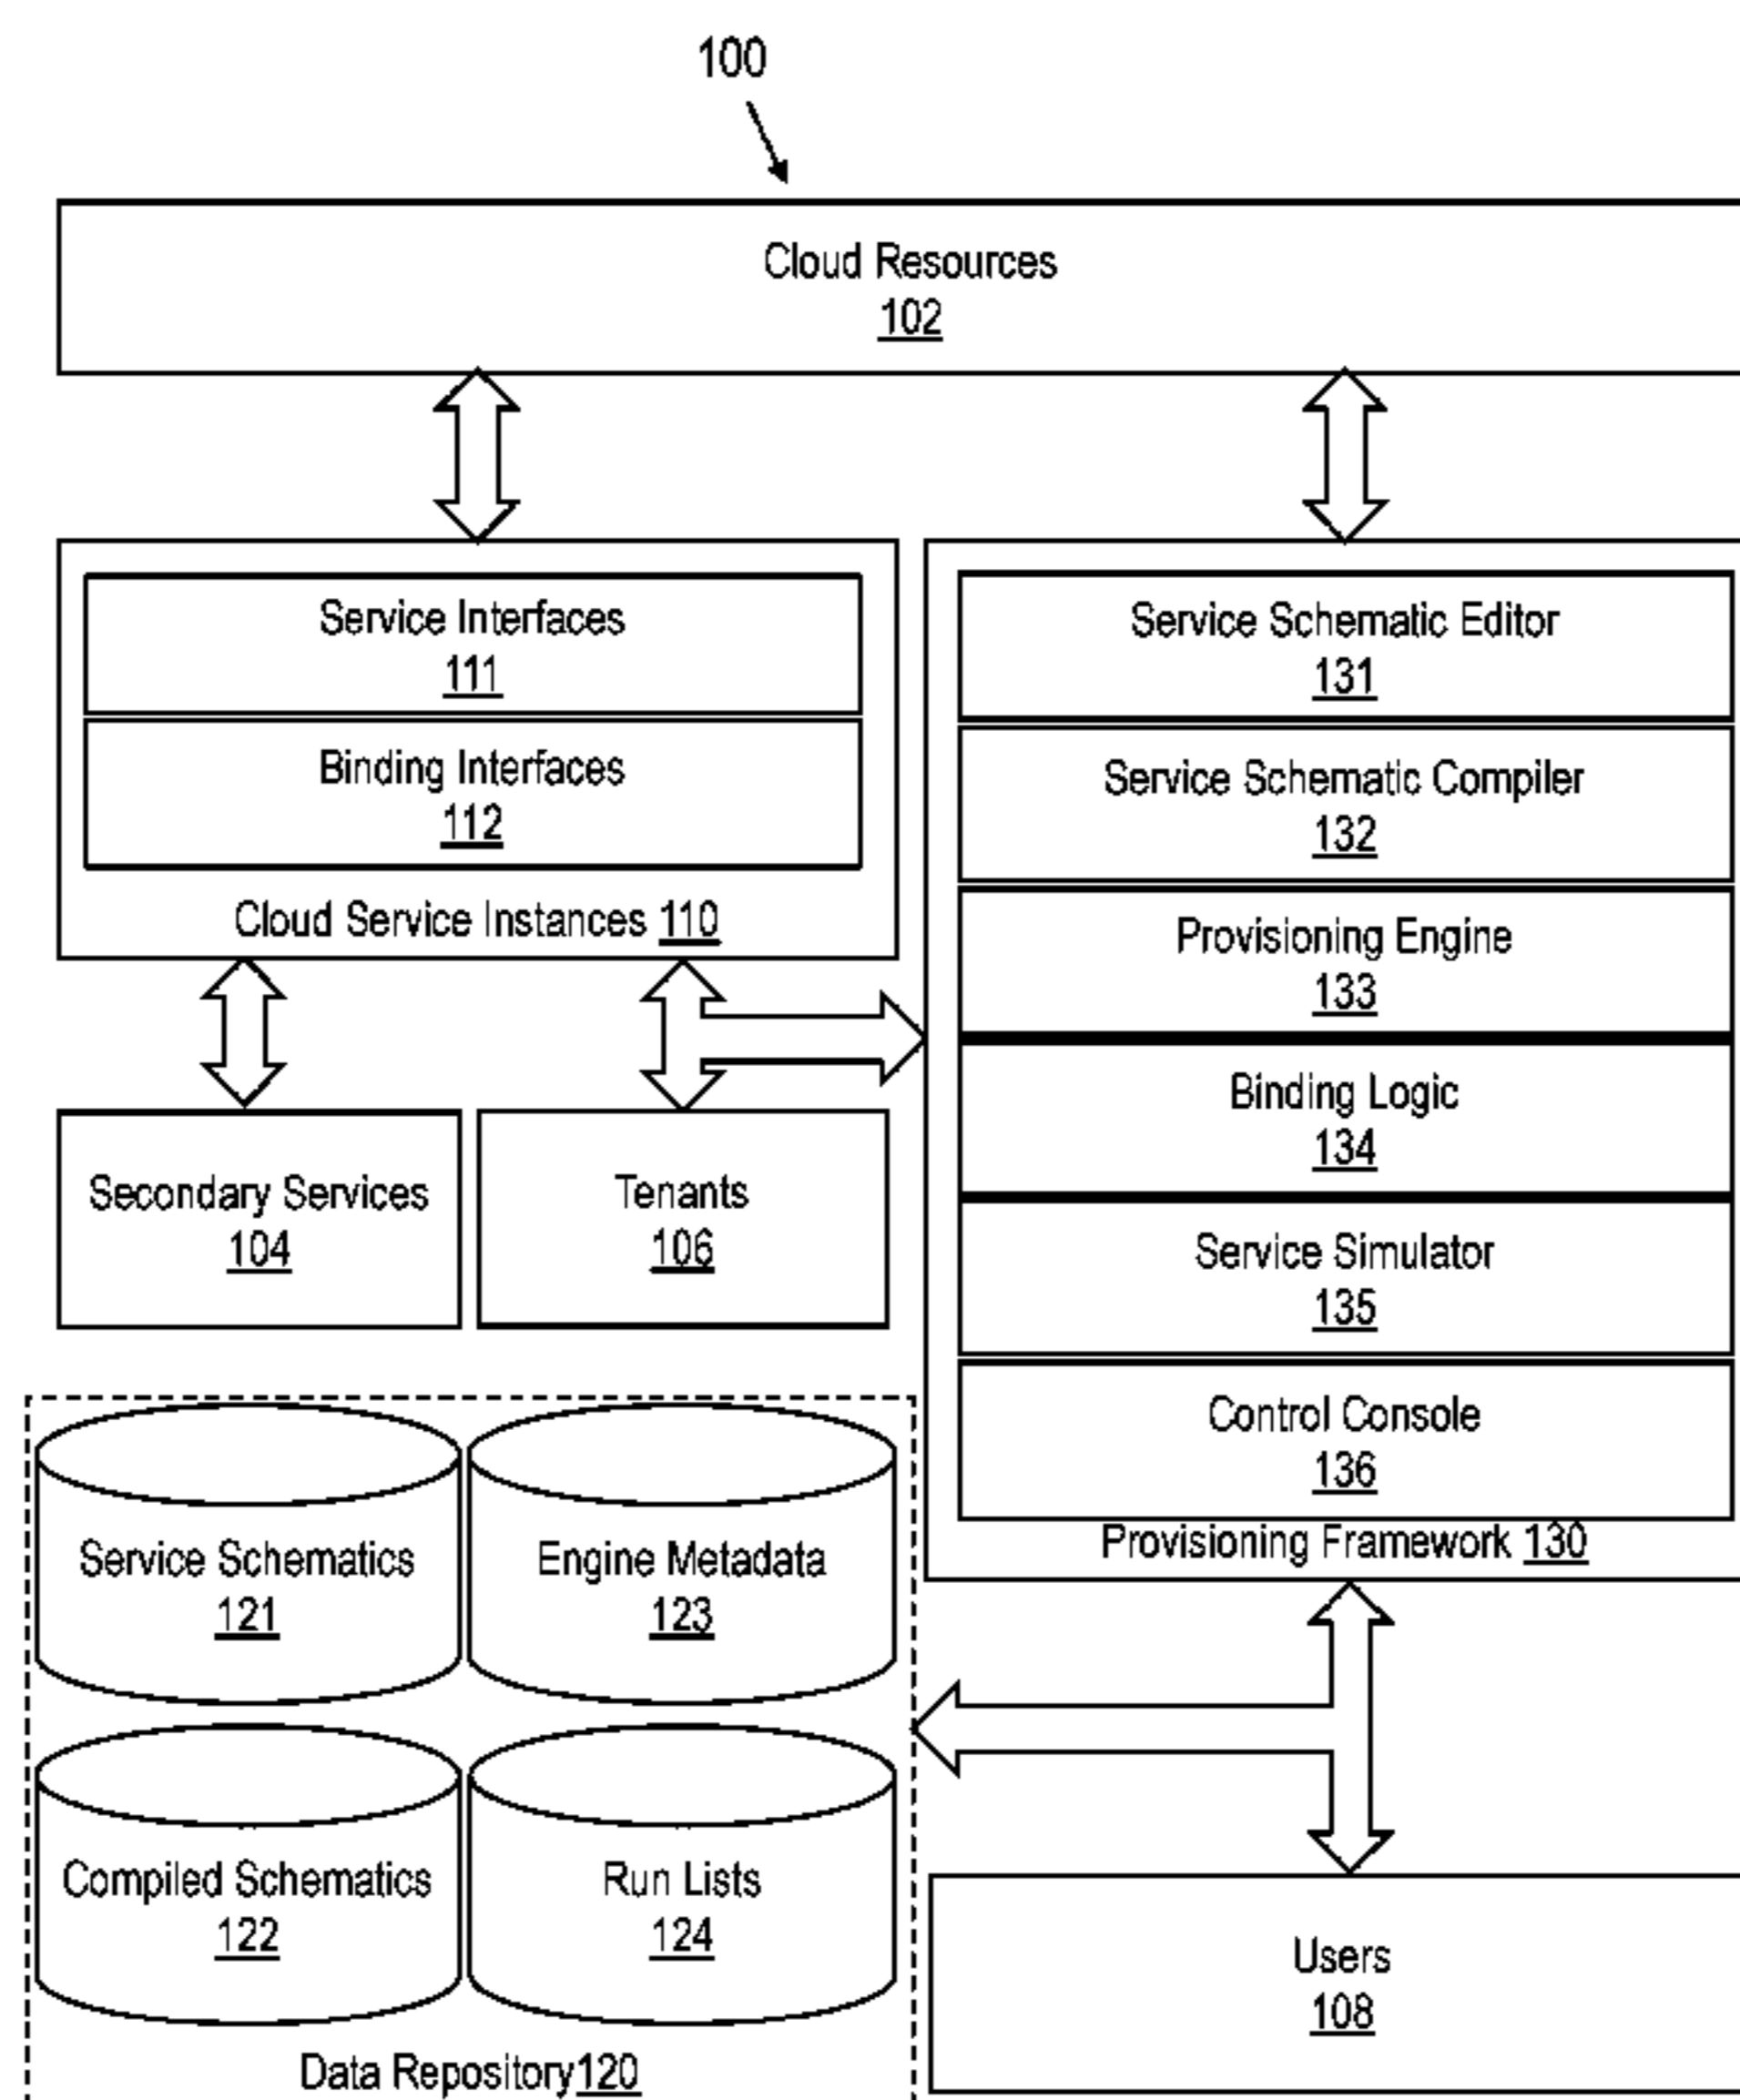 100
Cloud Resources
102
Service Interfaces
111
Binding Interfaces
112
Cloud Service Instances 110
Service Schematic Editor
131
Service Schematic Compiler
132
Provisioning Engine
133
Binding Logic
134
Service Simulator
135
Control Console
136
Provisioning Framework 130
Secondary Services
104
Tenants
106
Service Schematics
121
Engine Metadata
123
Compiled Schematics
122
Run Lists
124
Data Repository120
Users
108